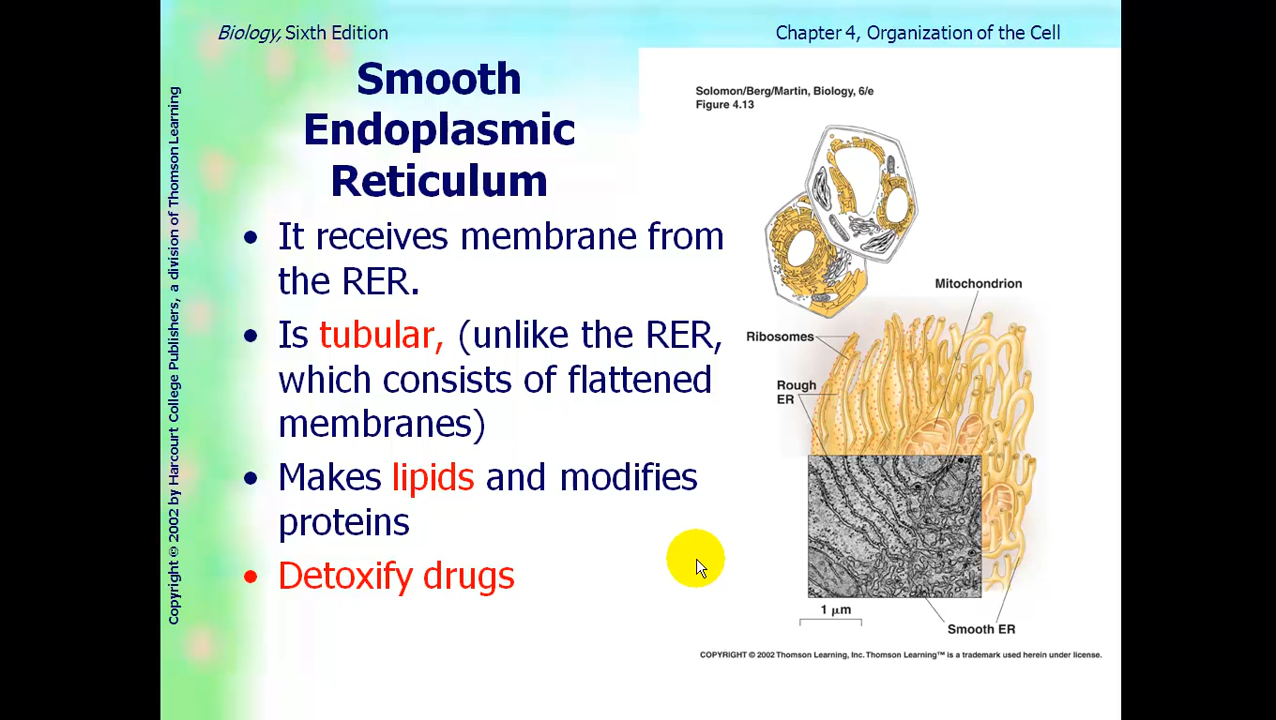 Biology, Sixth Edition
Chapter 4, Organization of the Cell
Copyright © 2002 by Harcourt College Publishers, a division of Thomson Learning
Smooth
Endoplasmic
Reticulum
• It receives membrane from
the RER.
• Is tubular, (unlike the RER,
which consists of flattened
membranes)
• Makes lipids and modifies
proteins
• Detoxify drugs
Solomon/Berg/Martin, Biology, 6/e
Figure 4.13
Mitochondrion
Ribosomes
Rough
ER
1 µm
Smooth ER
COPYRIGHT © 2002 Thomson Learning, Inc. Thomson Learning™ is a trademark used herein under license.